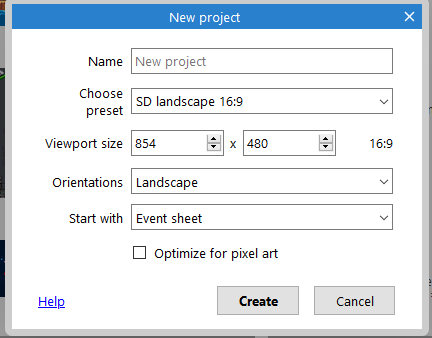 New project
Name New project
Choose
preset SD landscape 16:9
Viewport size 854 x 480 16:9
Orientations Landscape
Start with Event sheet
Optimize for pixel art
Help Create Cancel